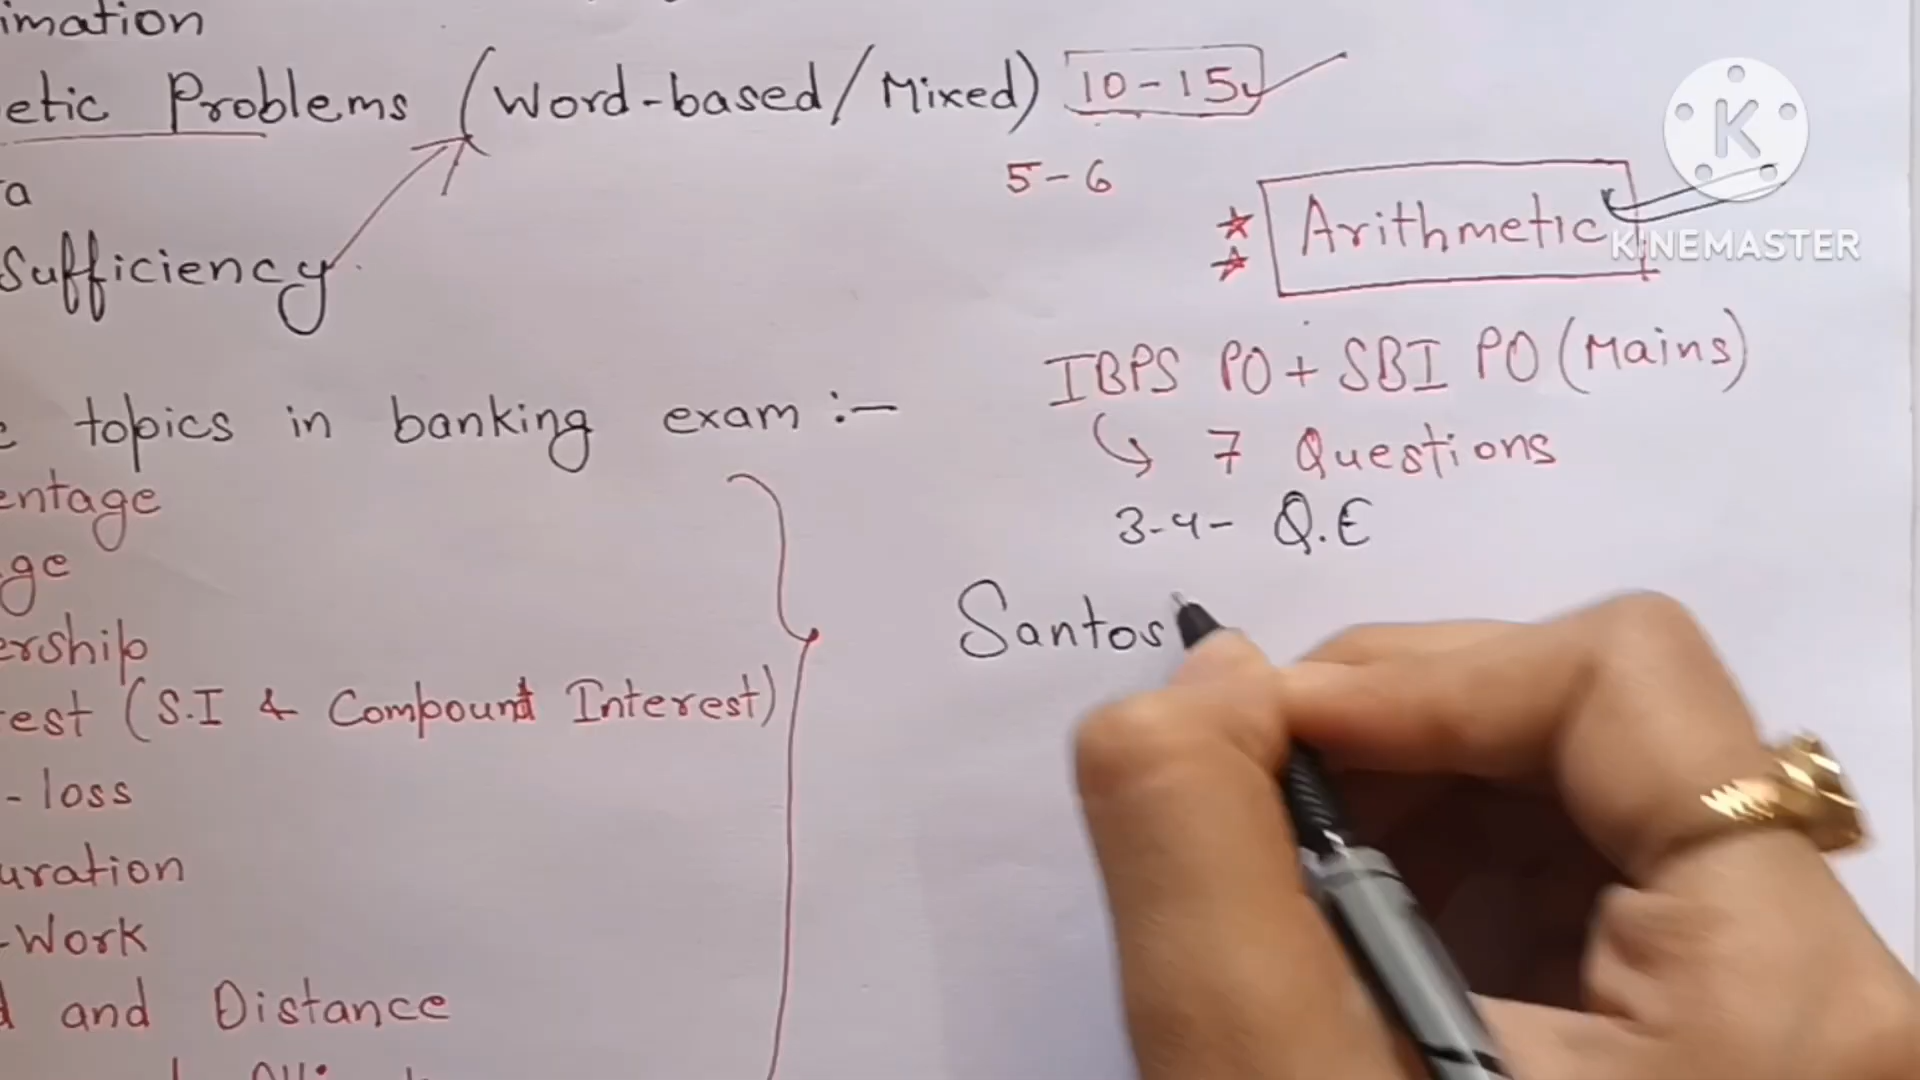 imation
etic Problems (Word-based/Mixed) 10-15
5-6
a
Arithmetic
KINEMASTER
Sufficiency
IBPS PO + SBI PO (Mains)
topics in banking exam :-
7 Questions
entage
3-4- Q.E
ge
Santos
ership
est (S.I & Compount Interest)
- loss
uration
-Work
d and Distance